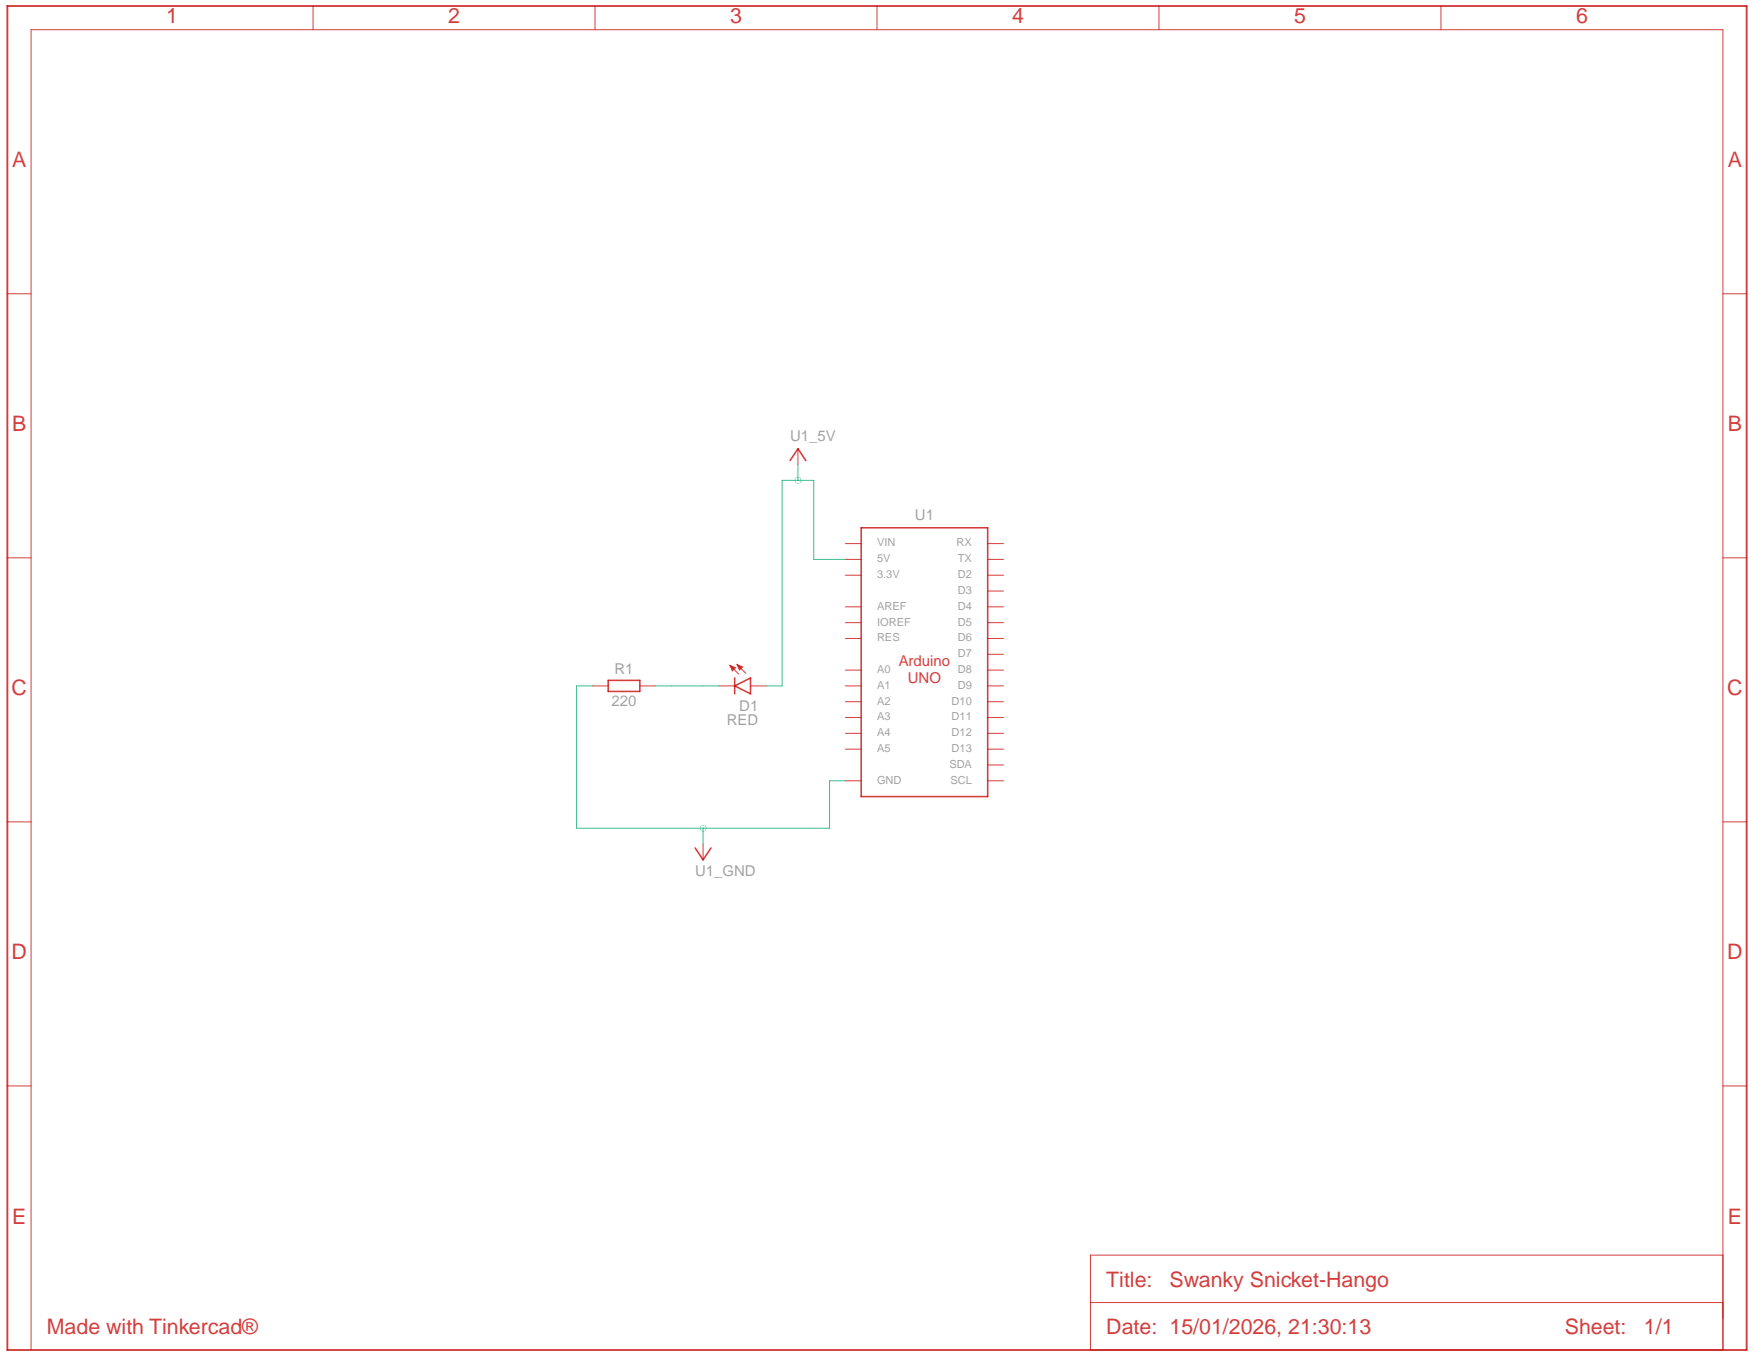 1 2 3 4 5 6
A A
B B
U1_5V
U1
VIN RX
5V TX
3.3V D2
D3
AREF D4
IOREF D5
RES D6
D7
Arduino
A0 D8
UNO
R1
C C
A1 D9
220
D1
A2 D10
RED
A3 D11
A4 D12
A5 D13
SDA
GND SCL
U1_GND
D D
E E
Title: Swanky Snicket-Hango
Made with Tinkercad®
Date: 15/01/2026, 21:30:13 Sheet: 1/1